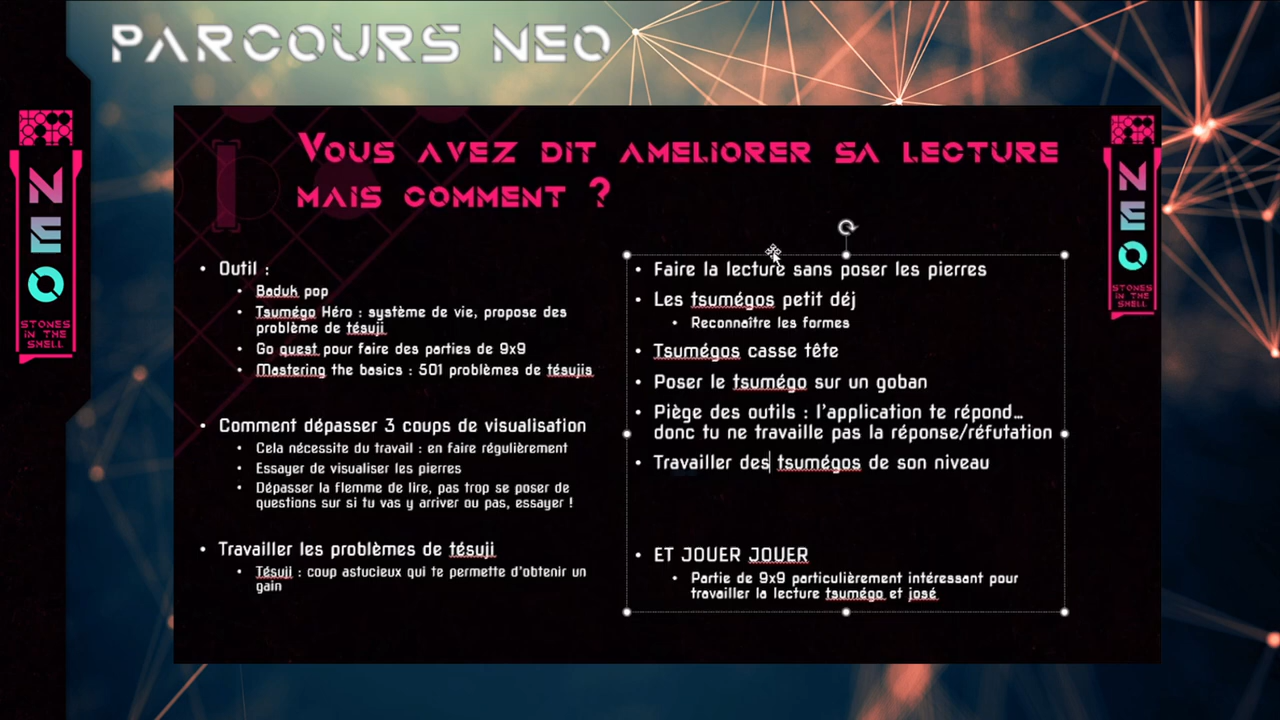 PARCOURS NEO
NEO
STONES
IN THE
SHELL
VOUS AVEZ DIT AMELIORER SA LECTURE
MAIS COMMENT ?
NEO
STONES
IN THE
SHELL
• Outil :
• Baduk pop
• Tsumégo Héro : système de vie, propose des
problème de tésuji
• Go quest pour faire des parties de 9x9
• Mastering the basics : 501 problèmes de tésujis
• Comment dépasser 3 coups de visualisation
• Cela nécessite du travail : en faire régulièrement
• Essayer de visualiser les pierres
• Dépasser la flemme de lire, pas trop se poser de
questions sur si tu vas y arriver ou pas, essayer !
• Travailler les problèmes de tésuji
• Tésuji : coup astucieux qui te permette d'obtenir un
gain
• Faire la lecture sans poser les pierres
• Les tsumégos petit déj
• Reconnaître les formes
• Tsumégos casse tête
• Poser le tsumégo sur un goban
• Piège des outils : l'application te répond...
donc tu ne travaille pas la réponse/réfutation
• Travailler des tsumégos de son niveau
• ET JOUER JOUER
• Partie de 9x9 particulièrement intéressant pour
travailler la lecture tsumégo et josé